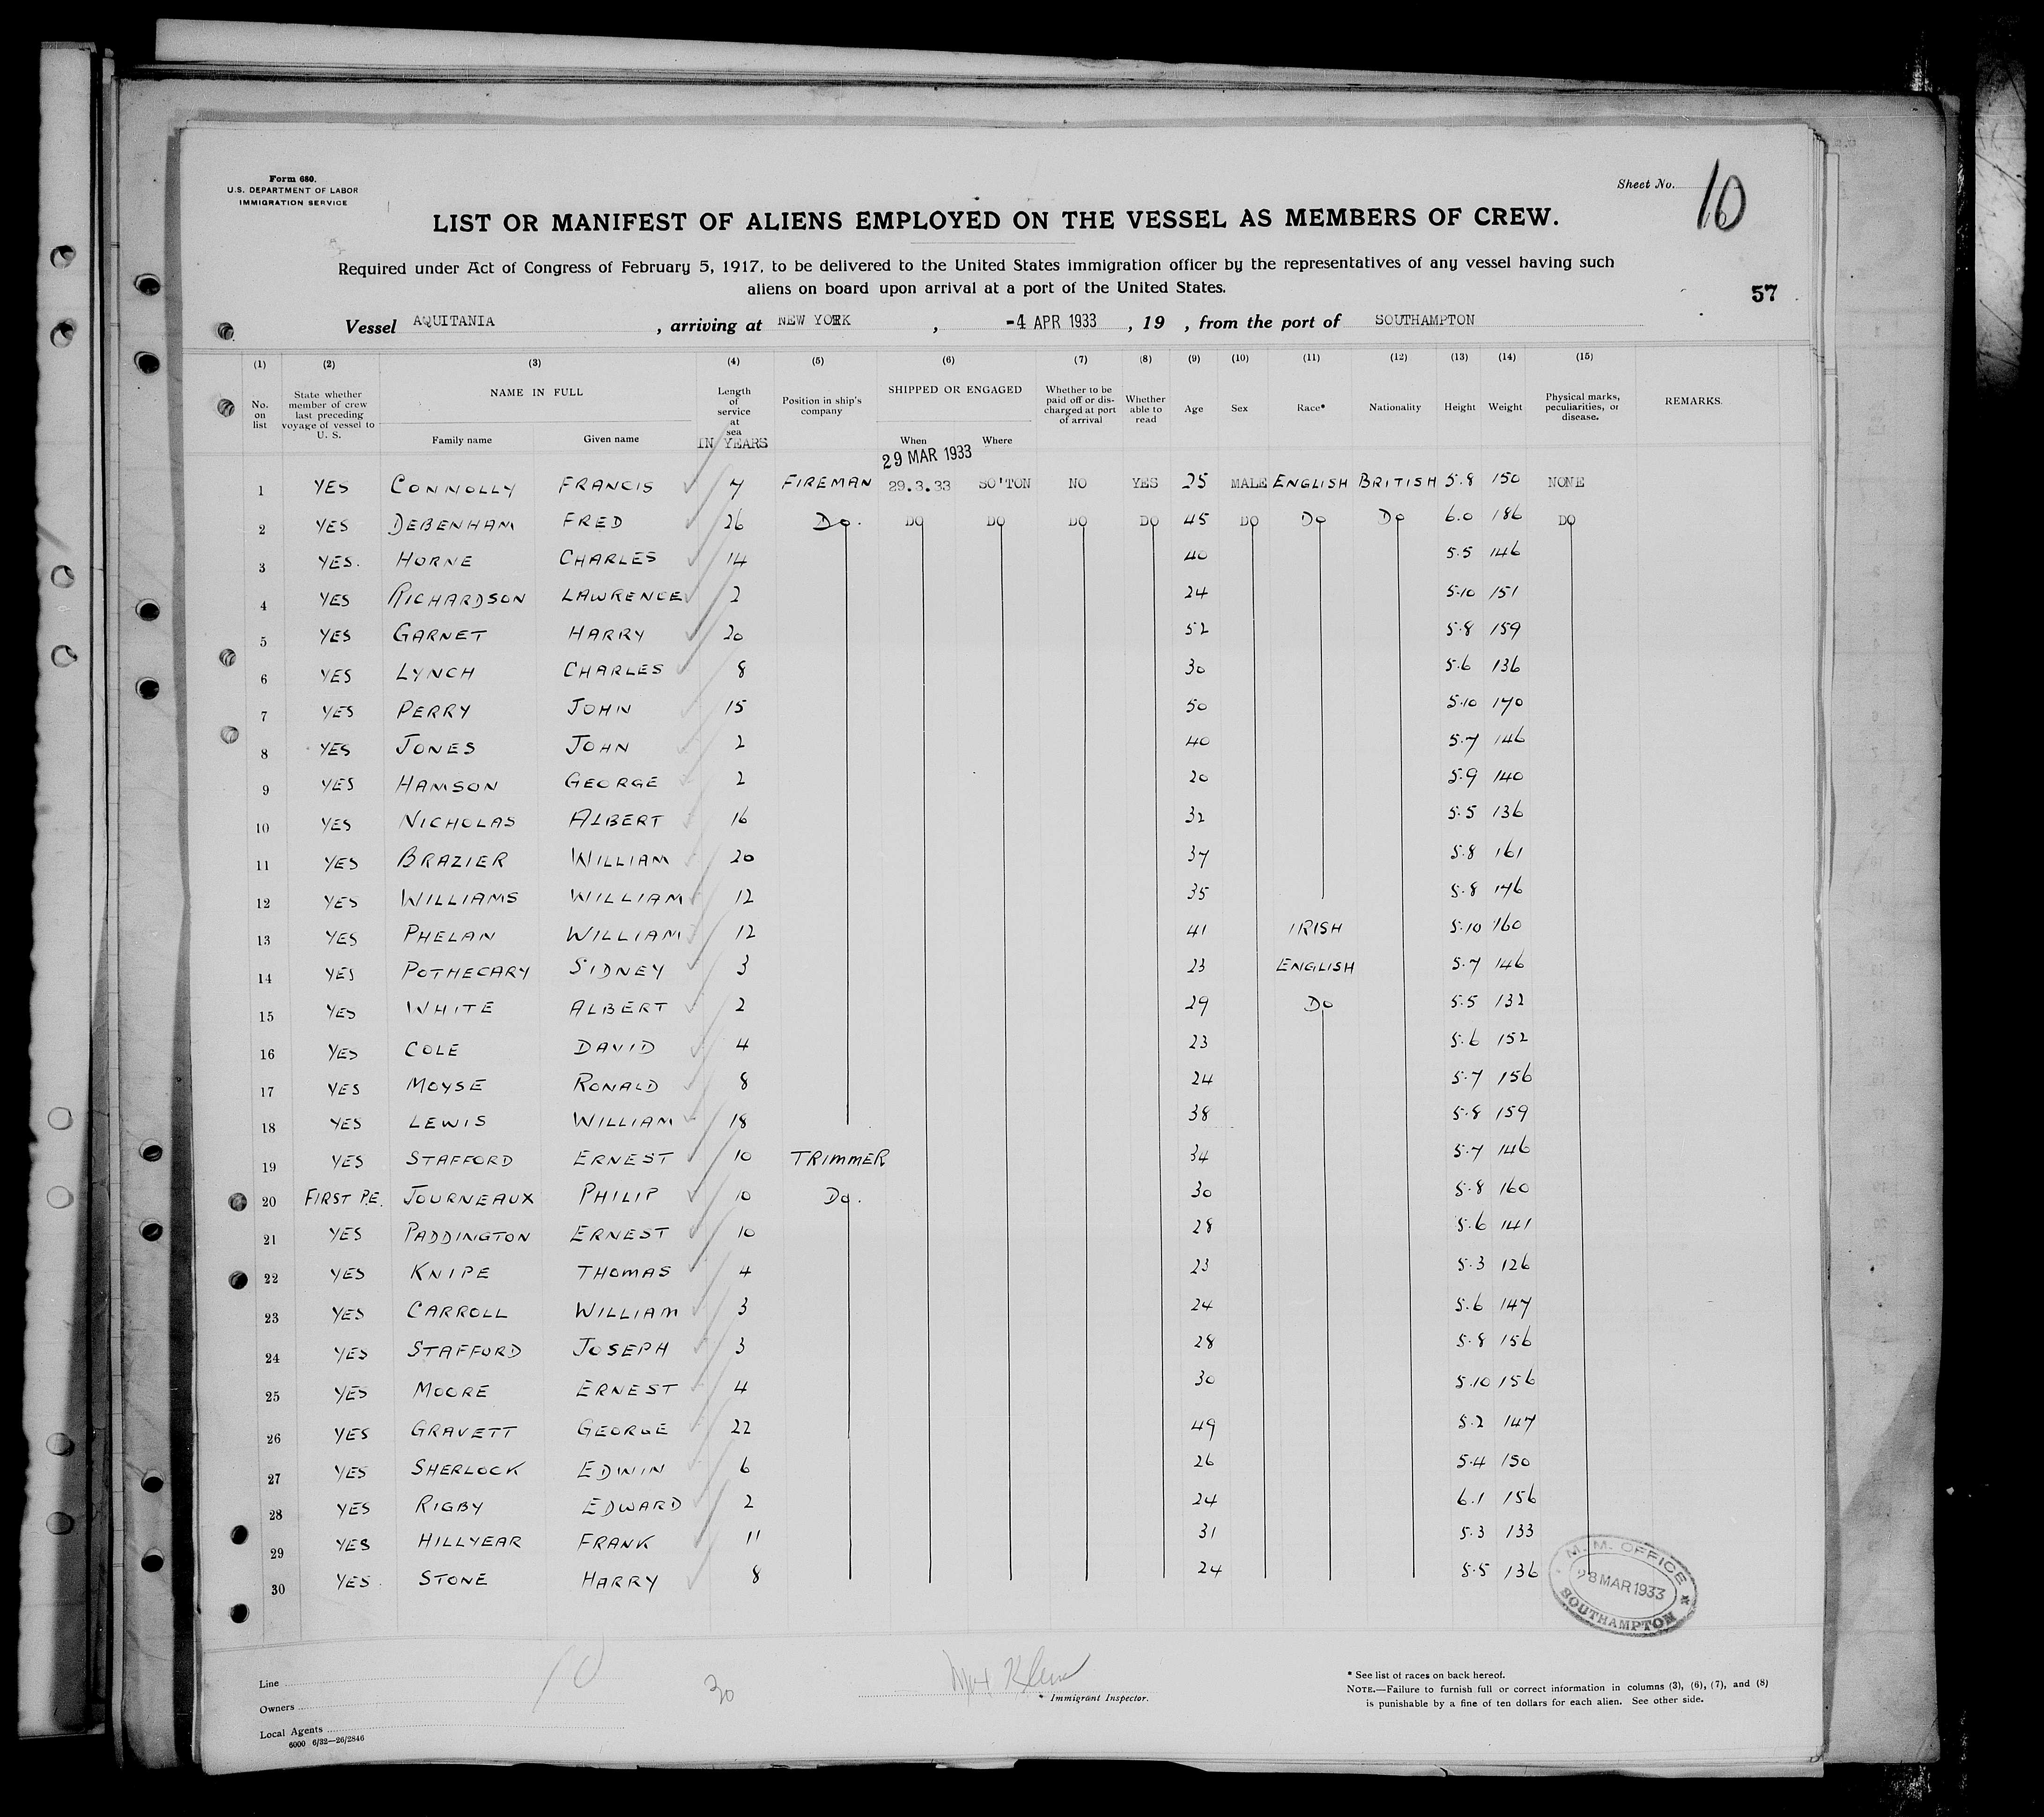 Form 680.
U.S. DEPARTMENT OF LABOR
IMMIGRATION SERVICE
Sheet No. 10
LIST OR MANIFEST OF ALIENS EMPLOYED ON THE VESSEL AS MEMBERS OF CREW.
Required under Act of Congress of February 5, 1917, to be delivered to the United States immigration officer by the representatives of any vessel having such
aliens on board upon arrival at a port of the United States.
57
Vessel AQUITANIA, arriving at NEW YORK, -4 APR 1933, 19 , from the port of SOUTHAMPTON
(1) (2) (3) (4) (5) (6) (7) (8) (9) (10) (11) (12) (13) (14) (15)
No. on list State whether member of crew last preceding voyage of vessel to U. S. NAME IN FULL Family name Given name Length of service at sea IN YEARS Position in ship's company SHIPPED OR ENGAGED When Where Whether to be paid off or discharged at port of arrival Whether able to read Age Sex Race* Nationality Height Weight Physical marks, peculiarities, or disease. REMARKS.
29 MAR 1933
1 YES CONNOLLY FRANCIS 7 FIREMAN 29.3.33 SO'TON NO YES 25 MALE ENGLISH BRITISH 5.8 150 NONE
2 YES DEBENHAM FRED 26 Do. DO DO DO DO 45 DO Do Do 6.0 186 DO
3 YES. HORNE CHARLES 14 40 5.5 146
4 YES RICHARDSON LAWRENCE 2 24 5.10 151
5 YES GARNET HARRY 20 52 5.8 159
6 YES LYNCH CHARLES 8 30 5.6 136
7 YES PERRY JOHN 15 50 5.10 170
8 YES JONES JOHN 2 40 5.7 146
9 YES HAMSON GEORGE 2 20 5.9 140
10 YES NICHOLAS ALBERT 16 32 5.5 136
11 YES BRAZIER WILLIAM 20 37 5.8 161
12 YES WILLIAMS WILLIAM 12 35 5.8 146
13 YES PHELAN WILLIAM 12 41 IRISH 5.10 160
14 YES POTHECARY SIDNEY 3 23 ENGLISH 5.7 146
15 YES WHITE ALBERT 2 29 Do 5.5 132
16 YES COLE DAVID 4 23 5.6 152
17 YES MOYSE RONALD 8 24 5.7 156
18 YES LEWIS WILLIAM 18 38 5.8 159
19 YES STAFFORD ERNEST 10 TRIMMER 34 5.7 146
20 FIRST P.E. JOURNEAUX PHILIP 10 Do. 30 5.8 160
21 YES PADDINGTON ERNEST 10 28 5.6 141
22 YES KNIPE THOMAS 4 23 5.3 126
23 YES CARROLL WILLIAM 3 24 5.6 147
24 YES STAFFORD JOSEPH 3 28 5.8 156
25 YES MOORE ERNEST 4 30 5.10 156
26 YES GRAVETT GEORGE 22 49 5.2 147
27 YES SHERLOCK EDWIN 6 26 5.4 150
28 YES RIGBY EDWARD 2 24 6.1 156
29 YES HILLYEAR FRANK 11 31 5.3 133
30 YES. STONE HARRY 8 24 5.5 136
M. M. OFFICE
28 MAR 1933
SOUTHAMPTON
Line
Owners
Local Agents
6000 6/32—26/2846
10
30
Klein
Immigrant Inspector.
* See list of races on back hereof.
NOTE.—Failure to furnish full or correct information in columns (3), (6), (7), and (8)
is punishable by a fine of ten dollars for each alien. See other side.